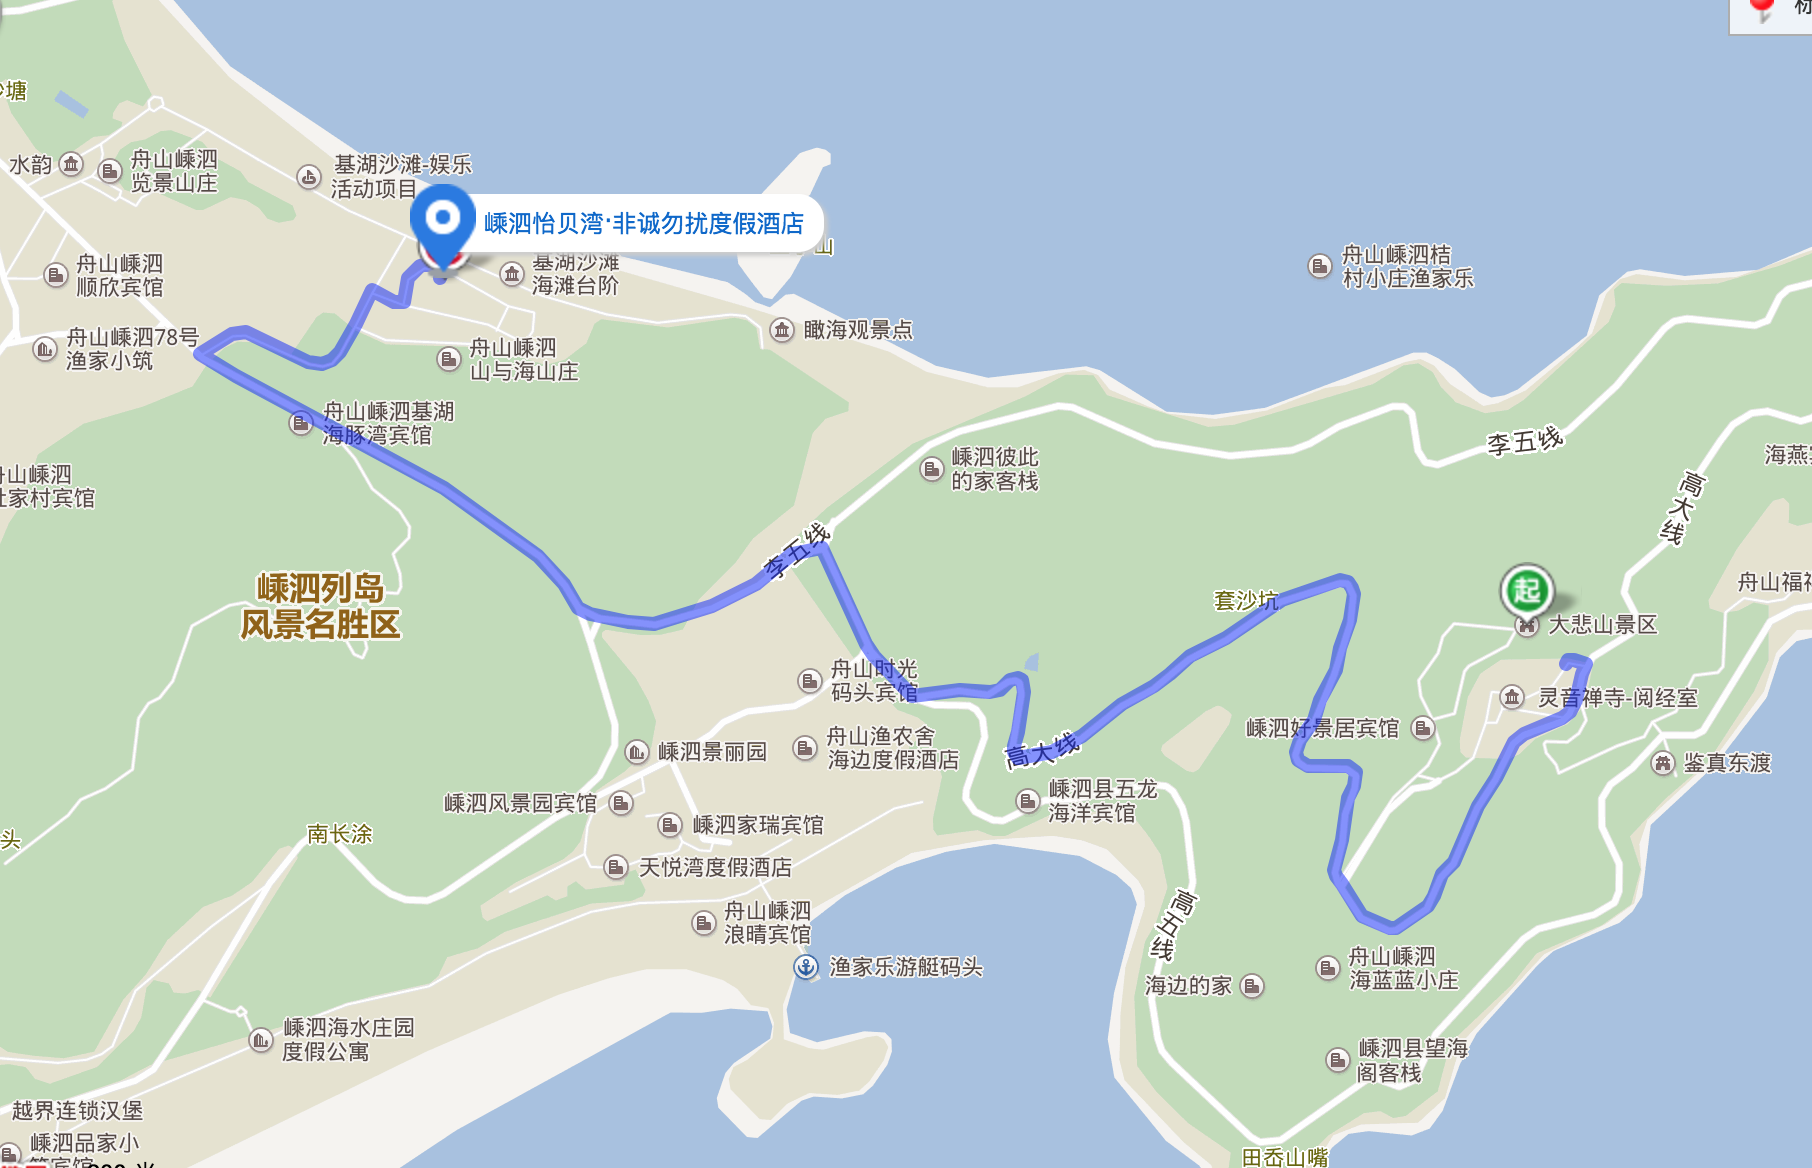 标
塘
水韵
舟山嵊泗
览景山庄
基湖沙滩-娱乐
活动项目
嵊泗怡贝湾·非诚勿扰度假酒店
山
舟山嵊泗桔
村小庄渔家乐
舟山嵊泗
顺欣宾馆
基湖沙滩
海滩台阶
舟山嵊泗78号
渔家小筑
瞰海观景点
舟山嵊泗
山与海山庄
舟山嵊泗基湖
海豚湾宾馆
李五线
嵊泗彼此
的家客栈
海燕
舟山嵊泗
家村宾馆
高大线
李五线
嵊泗列岛
风景名胜区
套沙坑
起
大悲山景区
舟山福
舟山时光
码头宾馆
灵音禅寺-阅经室
嵊泗好景居宾馆
嵊泗景丽园
舟山渔农舍
海边度假酒店
高大线
鉴真东渡
嵊泗风景园宾馆
嵊泗县五龙
海洋宾馆
南长涂
嵊泗家瑞宾馆
头
天悦湾度假酒店
舟山嵊泗
浪晴宾馆
高五线
渔家乐游艇码头
舟山嵊泗
海蓝蓝小庄
海边的家
嵊泗海水庄园
度假公寓
嵊泗县望海
阁客栈
越界连锁汉堡
嵊泗品家小
宾馆
田岙山嘴